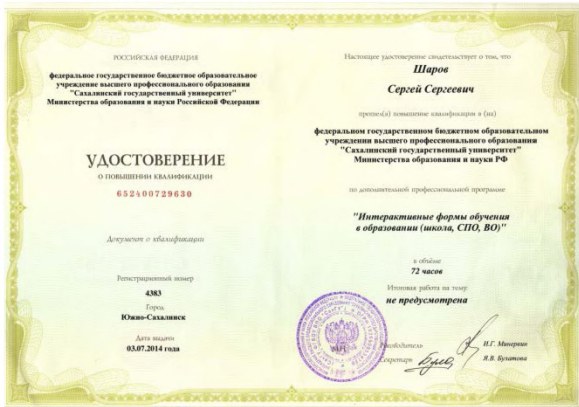 РОССИЙСКАЯ ФЕДЕРАЦИЯ
федеральное государственное бюджетное образовательное
учреждение высшего профессионального образования
"Сахалинский государственный университет"
Министерства образования и науки Российской Федерации
УДОСТОВЕРЕНИЕ
О ПОВЫШЕНИИ КВАЛИФИКАЦИИ
652400729630
Документ о квалификации
Регистрационный номер
4383
Город
Южно-Сахалинск
Дата выдачи
03.07.2014 года
Настоящее удостоверение свидетельствует о том, что
Шаров
Сергей Сергеевич
прошел(а) повышение квалификации в (на)
федеральном государственном бюджетном образовательном
учреждении высшего профессионального образования
"Сахалинский государственный университет"
Министерства образования и науки РФ
по дополнительной профессиональной программе
"Интерактивные формы обучения
в образовании (школа, СПО, ВО)"
в объёме
72 часов
Итоговая работа на тему
не предусмотрена
Руководитель
И.Г. Минервин
Секретарь
Я.В. Булатова